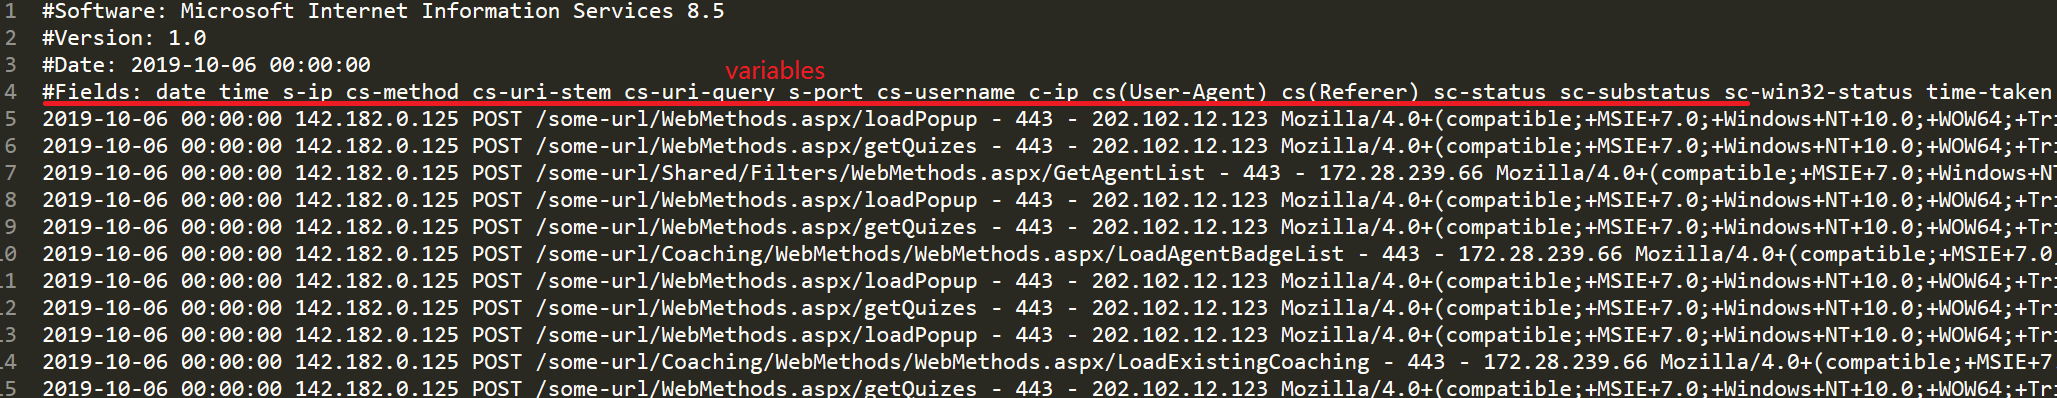 1 #Software: Microsoft Internet Information Services 8.5
2 #Version: 1.0
3 #Date: 2019-10-06 00:00:00
variables
4 #Fields: date time s-ip cs-method cs-uri-stem cs-uri-query s-port cs-username c-ip cs(User-Agent) cs(Referer) sc-status sc-substatus sc-win32-status time-taken
5 2019-10-06 00:00:00 142.182.0.125 POST /some-url/WebMethods.aspx/loadPopup - 443 - 202.102.12.123 Mozilla/4.0+(compatible;+MSIE+7.0;+Windows+NT+10.0;+WOW64;+Tri
6 2019-10-06 00:00:00 142.182.0.125 POST /some-url/WebMethods.aspx/getQuizes - 443 - 202.102.12.123 Mozilla/4.0+(compatible;+MSIE+7.0;+Windows+NT+10.0;+WOW64;+Tri
7 2019-10-06 00:00:00 142.182.0.125 POST /some-url/Shared/Filters/WebMethods.aspx/GetAgentList - 443 - 172.28.239.66 Mozilla/4.0+(compatible;+MSIE+7.0;+Windows+NT
8 2019-10-06 00:00:00 142.182.0.125 POST /some-url/WebMethods.aspx/loadPopup - 443 - 202.102.12.123 Mozilla/4.0+(compatible;+MSIE+7.0;+Windows+NT+10.0;+WOW64;+Tri
9 2019-10-06 00:00:00 142.182.0.125 POST /some-url/WebMethods.aspx/getQuizes - 443 - 202.102.12.123 Mozilla/4.0+(compatible;+MSIE+7.0;+Windows+NT+10.0;+WOW64;+Tri
10 2019-10-06 00:00:00 142.182.0.125 POST /some-url/Coaching/WebMethods/WebMethods.aspx/LoadAgentBadgeList - 443 - 172.28.239.66 Mozilla/4.0+(compatible;+MSIE+7.0;
11 2019-10-06 00:00:00 142.182.0.125 POST /some-url/WebMethods.aspx/loadPopup - 443 - 202.102.12.123 Mozilla/4.0+(compatible;+MSIE+7.0;+Windows+NT+10.0;+WOW64;+Tri
12 2019-10-06 00:00:00 142.182.0.125 POST /some-url/WebMethods.aspx/getQuizes - 443 - 202.102.12.123 Mozilla/4.0+(compatible;+MSIE+7.0;+Windows+NT+10.0;+WOW64;+Tri
13 2019-10-06 00:00:00 142.182.0.125 POST /some-url/WebMethods.aspx/loadPopup - 443 - 202.102.12.123 Mozilla/4.0+(compatible;+MSIE+7.0;+Windows+NT+10.0;+WOW64;+Tri
14 2019-10-06 00:00:00 142.182.0.125 POST /some-url/Coaching/WebMethods/WebMethods.aspx/LoadExistingCoaching - 443 - 172.28.239.66 Mozilla/4.0+(compatible;+MSIE+7.
15 2019-10-06 00:00:00 142.182.0.125 POST /some-url/WebMethods.aspx/getQuizes - 443 - 202.102.12.123 Mozilla/4.0+(compatible;+MSIE+7.0;+Windows+NT+10.0;+WOW64;+Tri